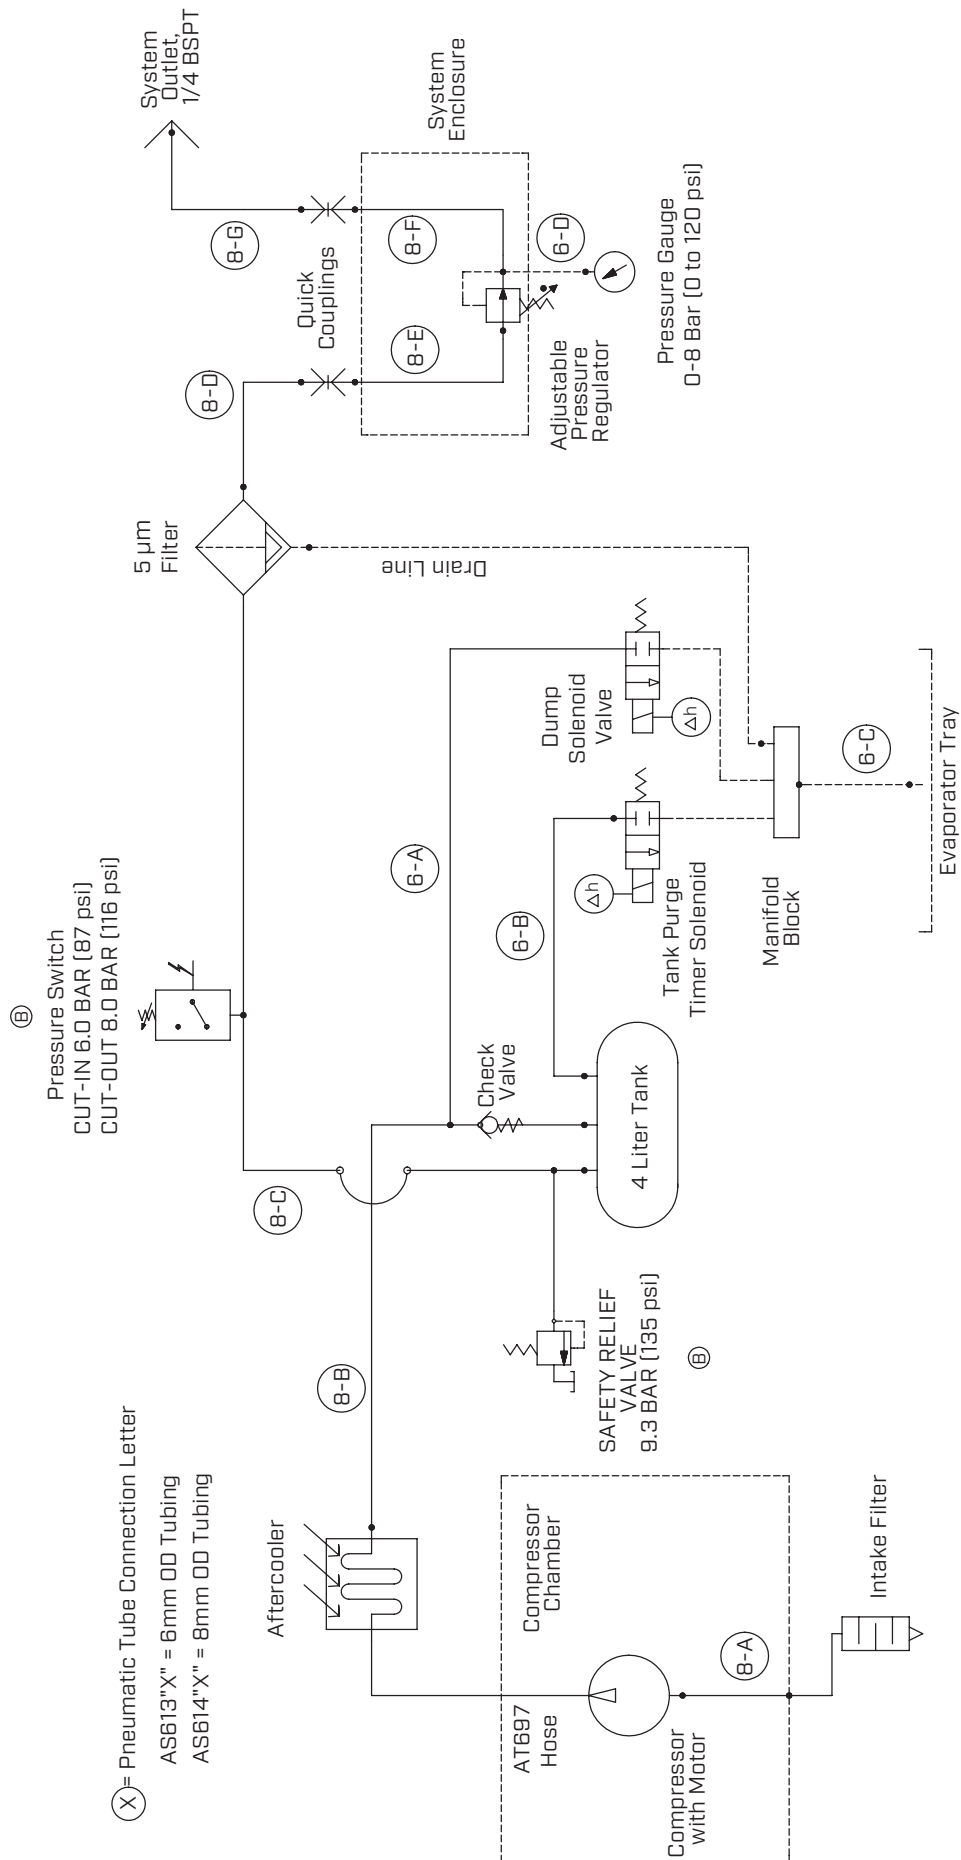 X = Pneumatic Tube Connection Letter
AS613"X" = 6mm OD Tubing
AS614"X" = 8mm OD Tubing
B
Pressure Switch
CUT-IN 6.0 BAR (87 psi)
CUT-OUT 8.0 BAR (116 psi)
5 µm
Filter
8-D
8-G
System
Outlet,
1/4 BSPT
Aftercooler
8-B
8-C
Quick
Couplings
8-E
8-F
System
Enclosure
6-A
Drain Line
Check
Valve
6-B
Dump
Solenoid
Valve
Adjustable
Pressure
Regulator
6-D
Pressure Gauge
0-8 Bar (0 to 120 psi)
Compressor
Chamber
AT697
Hose
SAFETY RELIEF
VALVE
9.3 BAR (135 psi)
B
4 Liter Tank
∆h
∆h
Tank Purge
Timer Solenoid
Compressor
with Motor
8-A
Manifold
Block
6-C
Intake Filter
Evaporator Tray